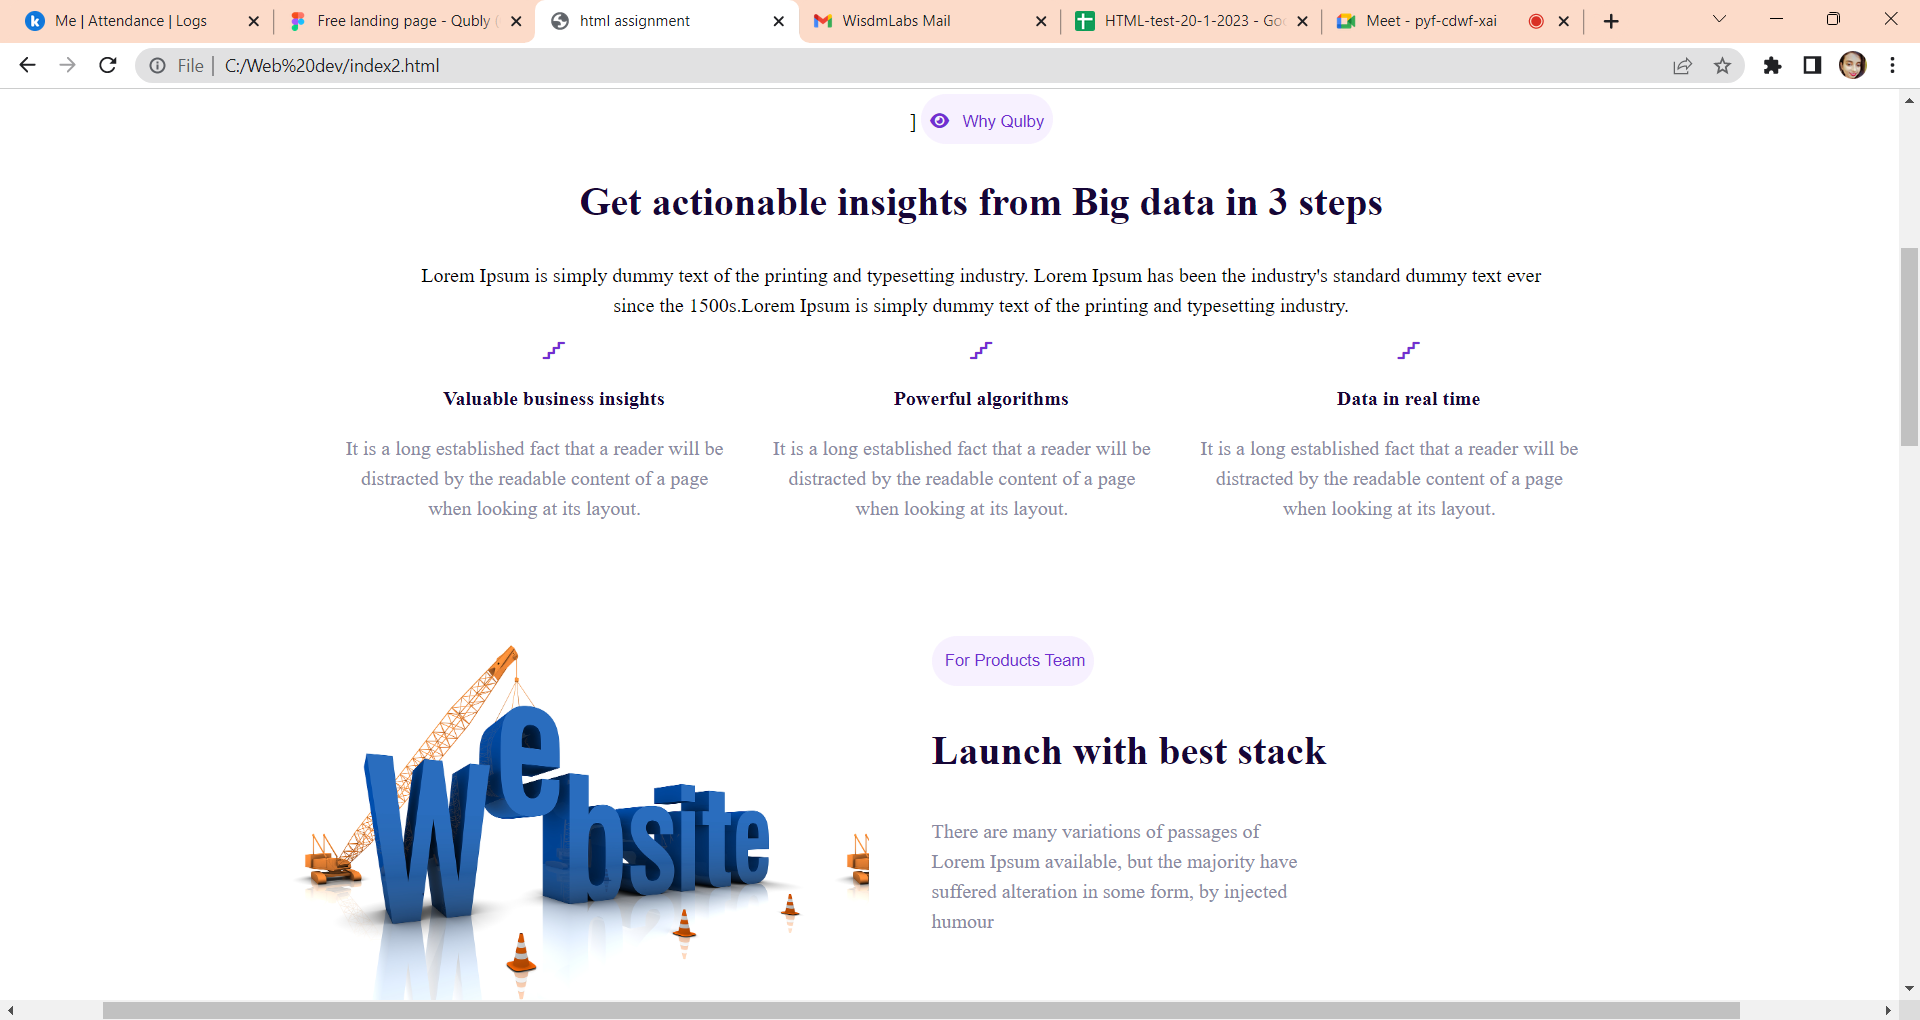 Me | Attendance | Logs
Free landing page - Qubly (
html assignment
WisdmLabs Mail
HTML-test-20-1-2023 - Goo
Meet - pyf-cdwf-xai
File | C:/Web%20dev/index2.html
] Why Qulby
Get actionable insights from Big data in 3 steps
Lorem Ipsum is simply dummy text of the printing and typesetting industry. Lorem Ipsum has been the industry's standard dummy text ever
since the 1500s.Lorem Ipsum is simply dummy text of the printing and typesetting industry.
Valuable business insights
It is a long established fact that a reader will be
distracted by the readable content of a page
when looking at its layout.
Powerful algorithms
It is a long established fact that a reader will be
distracted by the readable content of a page
when looking at its layout.
Data in real time
It is a long established fact that a reader will be
distracted by the readable content of a page
when looking at its layout.
Website
For Products Team
Launch with best stack
There are many variations of passages of
Lorem Ipsum available, but the majority have
suffered alteration in some form, by injected
humour